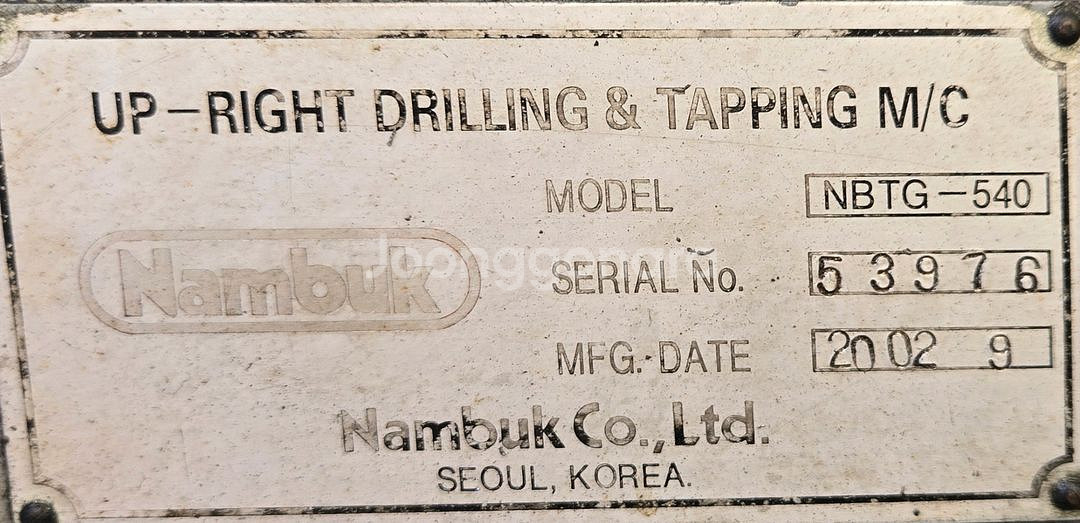 UP-RIGHT DRILLING & TAPPING M/C
MODEL NBTG-540
Nambuk
SERIAL No. 53976
MFG. DATE 2002 9
Nambuk Co., Ltd.
SEOUL, KOREA.